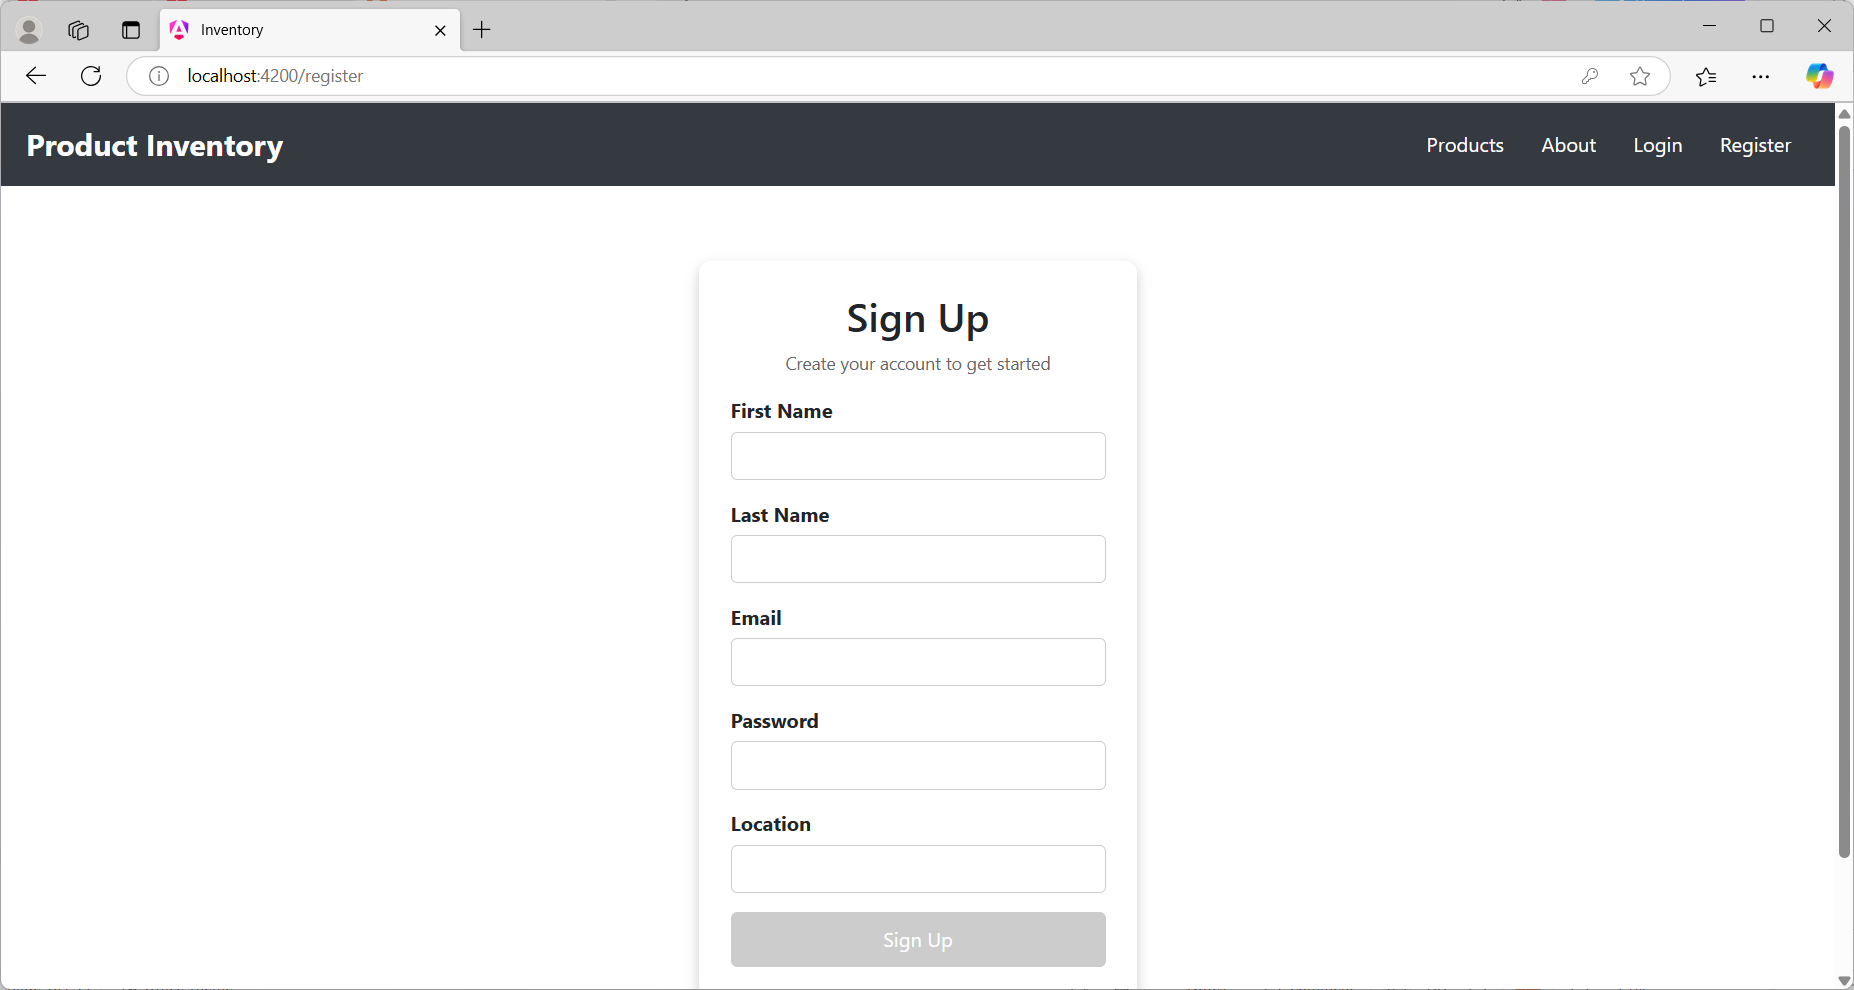 Inventory
localhost:4200/register
Product Inventory
Products About Login Register
Sign Up
Create your account to get started
First Name
Last Name
Email
Password
Location
Sign Up